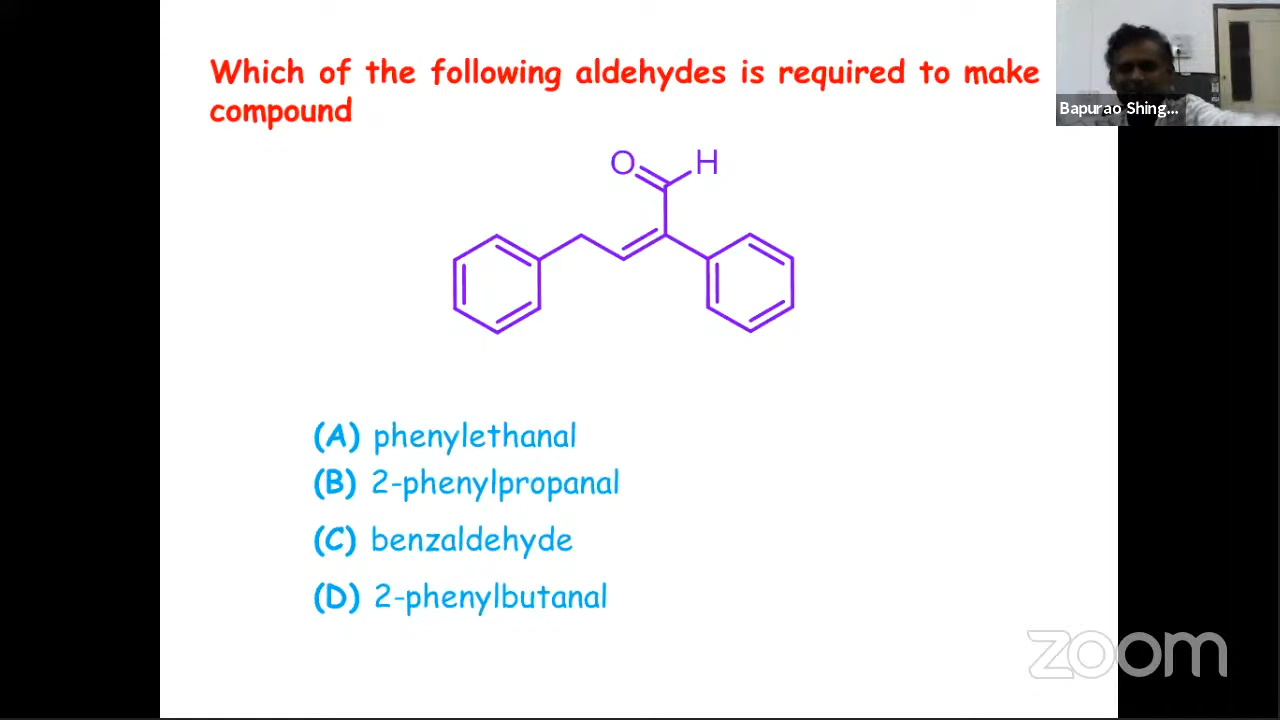 Which of the following aldehydes is required to make
compound
Bapurao Shing...
O H
(A) phenylethanal
(B) 2-phenylpropanal
(C) benzaldehyde
(D) 2-phenylbutanal
zoom